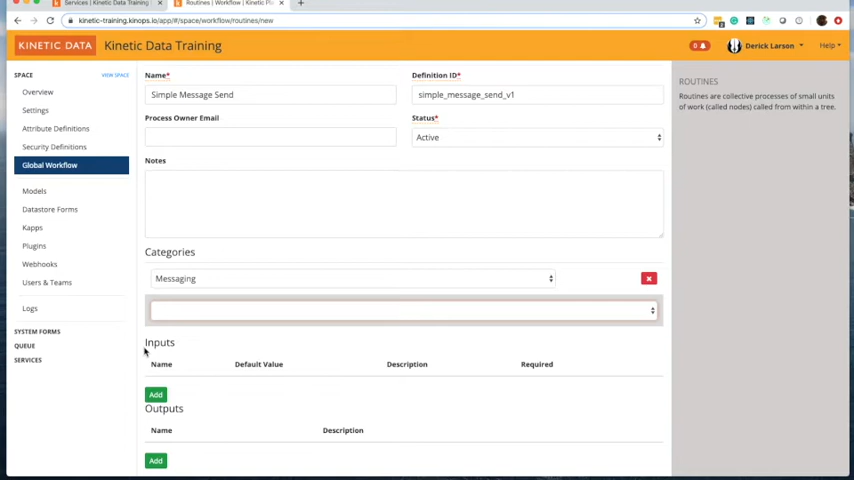 Services | Kinetic Data Training
Routines | Workflow | Kinetic Pl
kinetic-training.kinops.io/app/#/space/workflow/routines/new
KINETIC DATA
Kinetic Data Training
0
Derick Larson
Help
SPACE
VIEW SPACE
Overview
Settings
Attribute Definitions
Security Definitions
Global Workflow
Models
Datastore Forms
Kapps
Plugins
Webhooks
Users & Teams
Logs
SYSTEM FORMS
QUEUE
SERVICES
Name*
Definition ID*
Simple Message Send
simple_message_send_v1
Process Owner Email
Status*
Active
Notes
Categories
Messaging
Inputs
Name Default Value Description Required
Add
Outputs
Name Description
Add
ROUTINES
Routines are collective processes of small units
of work (called nodes) called from within a tree.